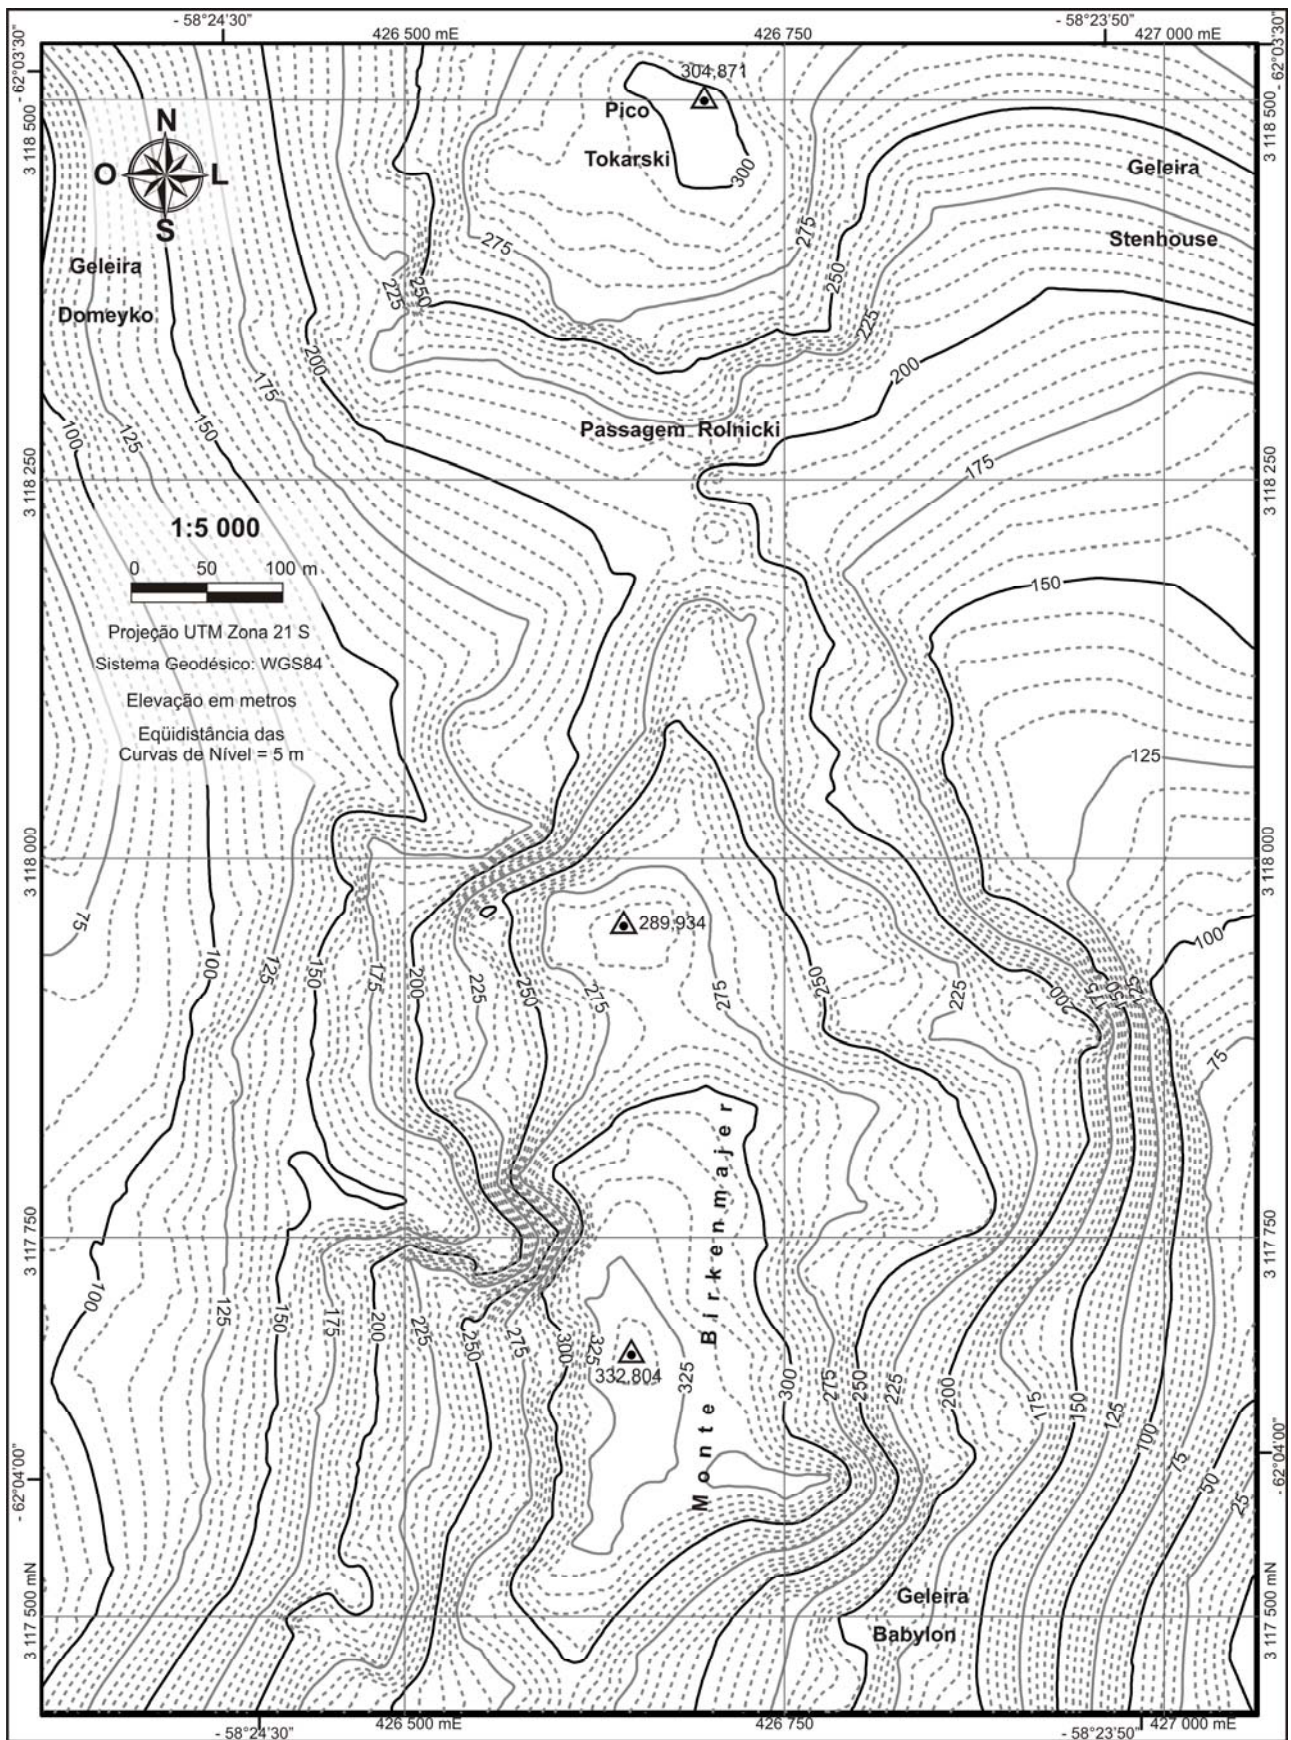 - 58°24'30"
- 58°23'50"
426 500 mE
426 750
427 000 mE
62°03'30"
- 62°03'30"
3 118 500
3 118 500
304,871
Pico
Tokarski
300
N
O
L
S
Geleira
Stenhouse
275
275
250
225
250
225
Geleira
Domeyko
200
175
150
125
100
200
175
Passagem Rolnicki
3 118 250
3 118 250
1:5 000
0
50
100 m
Projeção UTM Zona 21 S
Sistema Geodésico: WGS84
Elevação em metros
Eqüidistância das
Curvas de Nível = 5 m
150
125
3 118 000
3 118 000
75
289,934
100
100
125
150
175
200
225
250
275
275
250
225
200
175
150
125
75
3 117 750
3 117 750
Monte Birkenmajer
100
125
150
175
200
225
250
275
300
325
332,804
325
300
275
250
225
200
175
150
125
100
75
50
25
- 62°04'00"
- 62°04'00"
Geleira
Babylon
3 117 500 mN
3 117 500 mN
426 500 mE
426 750
427 000 mE
- 58°24'30"
- 58°23'50"